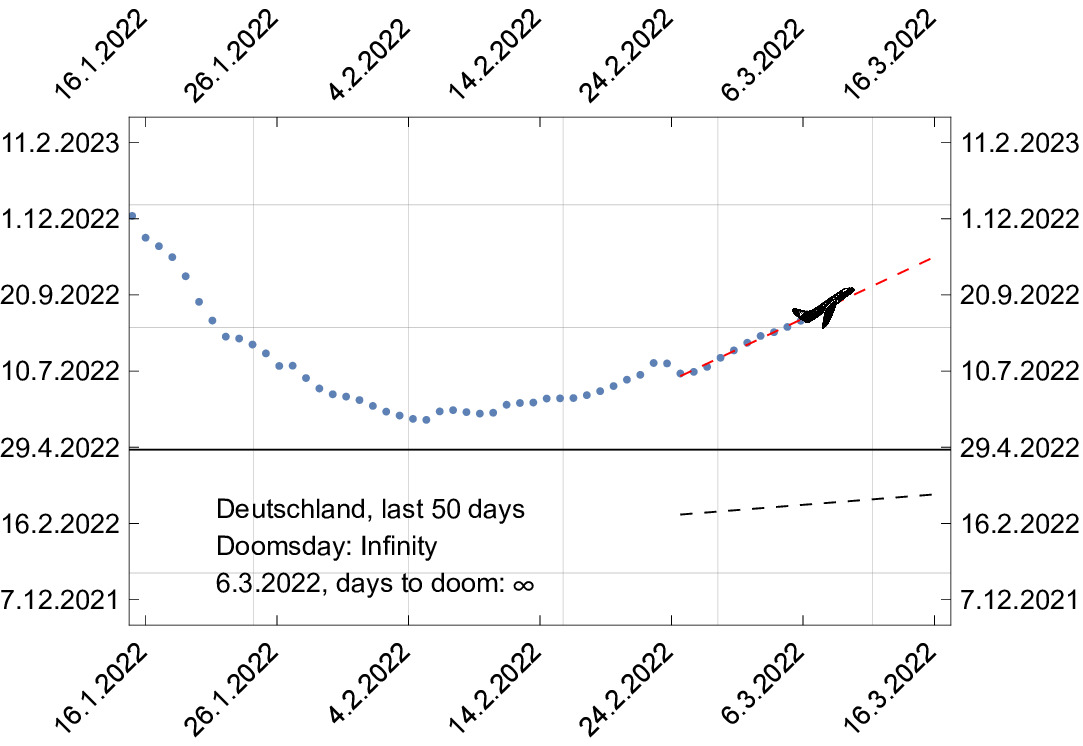 16.1.2022 26.1.2022 4.2.2022 14.2.2022 24.2.2022 6.3.2022 16.3.2022
11.2.2023 11.2.2023
1.12.2022 1.12.2022
20.9.2022 20.9.2022
10.7.2022 10.7.2022
29.4.2022 29.4.2022
Deutschland, last 50 days
16.2.2022 16.2.2022
Doomsday: Infinity
6.3.2022, days to doom: ∞
7.12.2021 7.12.2021
16.1.2022 26.1.2022 4.2.2022 14.2.2022 24.2.2022 6.3.2022 16.3.2022